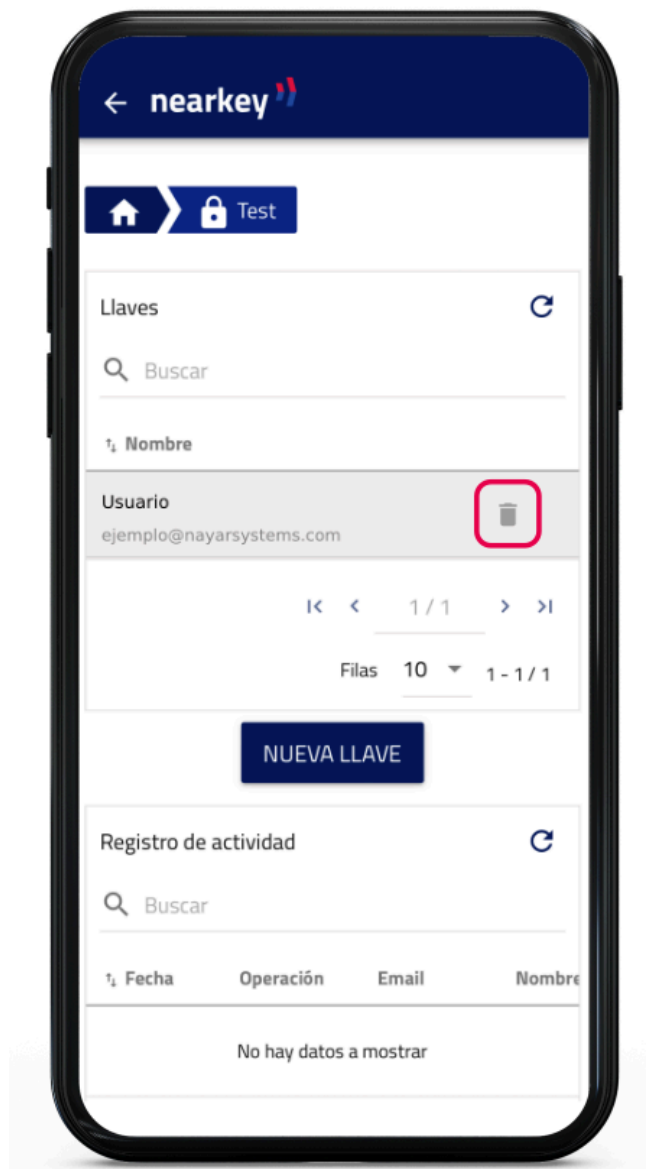 nearkey
Test
Llaves
Buscar
Nombre
Usuario
ejemplo@nayarsystems.com
1 / 1
Filas 10 1 - 1 / 1
NUEVA LLAVE
Registro de actividad
Buscar
Fecha Operación Email Nombre
No hay datos a mostrar